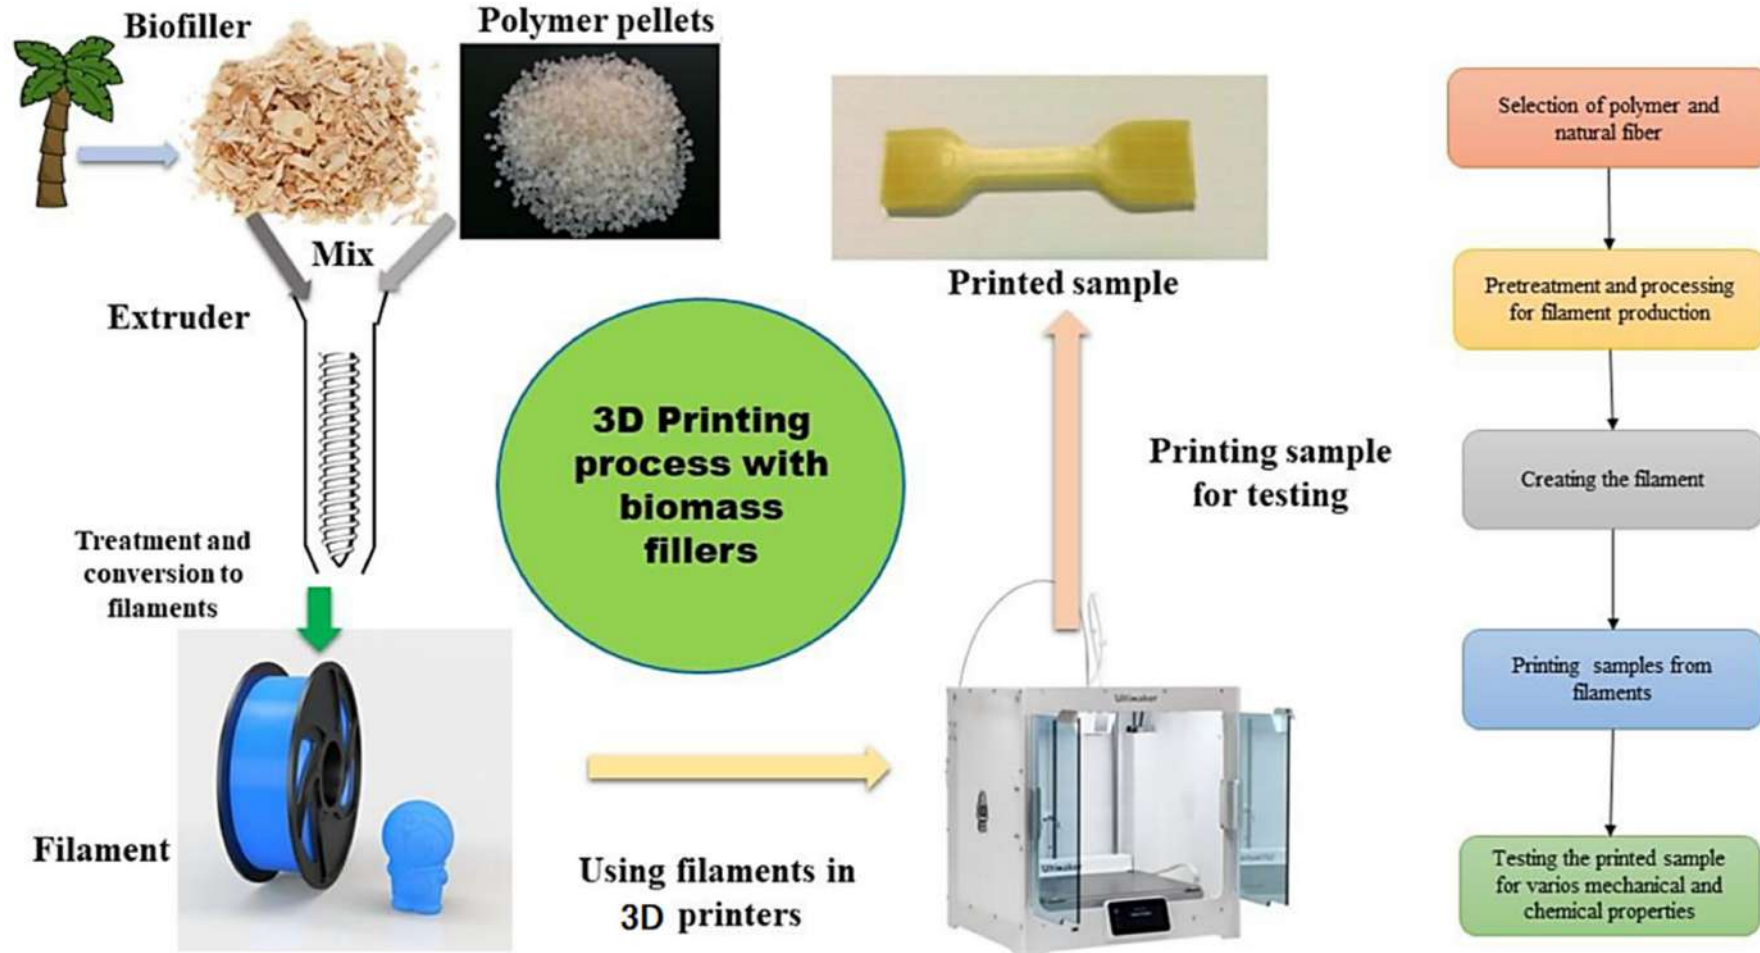 Biofiller
Polymer pellets
Mix
Extruder
Treatment and
conversion to
filaments
Filament
3D Printing
process with
biomass
fillers
Using filaments in
3D printers
Ultimaker
Ultimaker
Printing sample
for testing
Printed sample
Selection of polymer and
natural fiber
Pretreatment and processing
for filament production
Creating the filament
Printing samples from
filaments
Testing the printed sample
for varios mechanical and
chemical properties